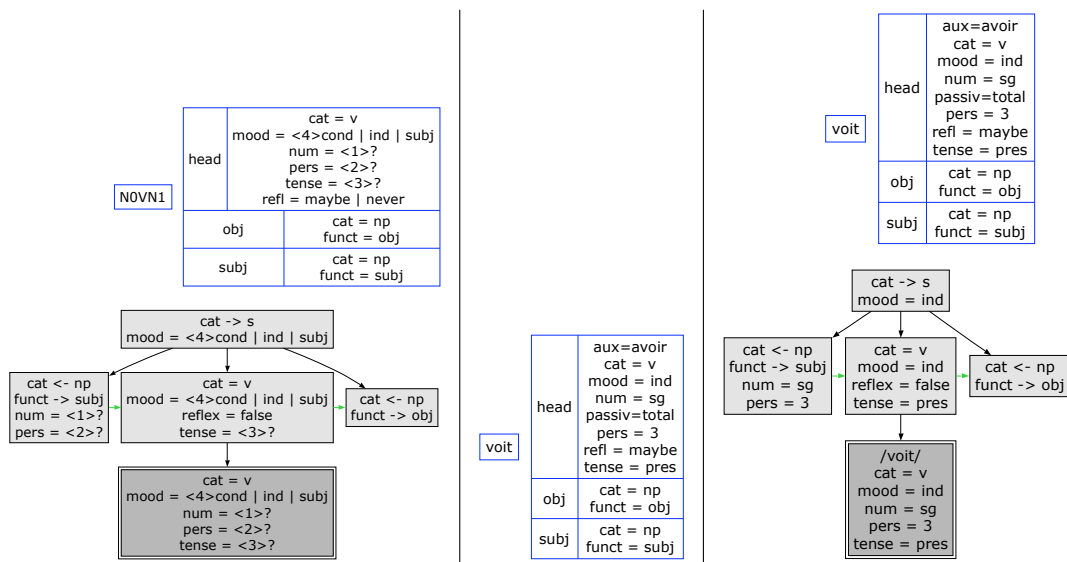 N0VN1
head
cat = v
mood = <4>cond | ind | subj
num = <1>?
pers = <2>?
tense = <3>?
refl = maybe | never
obj
cat = np
funct = obj
subj
cat = np
funct = subj
cat -> s
mood = <4>cond | ind | subj
cat <- np
funct -> subj
num = <1>?
pers = <2>?
cat = v
mood = <4>cond | ind | subj
reflex = false
tense = <3>?
cat <- np
funct -> obj
cat = v
mood = <4>cond | ind | subj
num = <1>?
pers = <2>?
tense = <3>?
voit
head
aux=avoir
cat = v
mood = ind
num = sg
passiv=total
pers = 3
refl = maybe
tense = pres
obj
cat = np
funct = obj
subj
cat = np
funct = subj
voit
head
aux=avoir
cat = v
mood = ind
num = sg
passiv=total
pers = 3
refl = maybe
tense = pres
obj
cat = np
funct = obj
subj
cat = np
funct = subj
cat -> s
mood = ind
cat <- np
funct -> subj
num = sg
pers = 3
cat = v
mood = ind
reflex = false
tense = pres
cat <- np
funct -> obj
/voit/
cat = v
mood = ind
num = sg
pers = 3
tense = pres